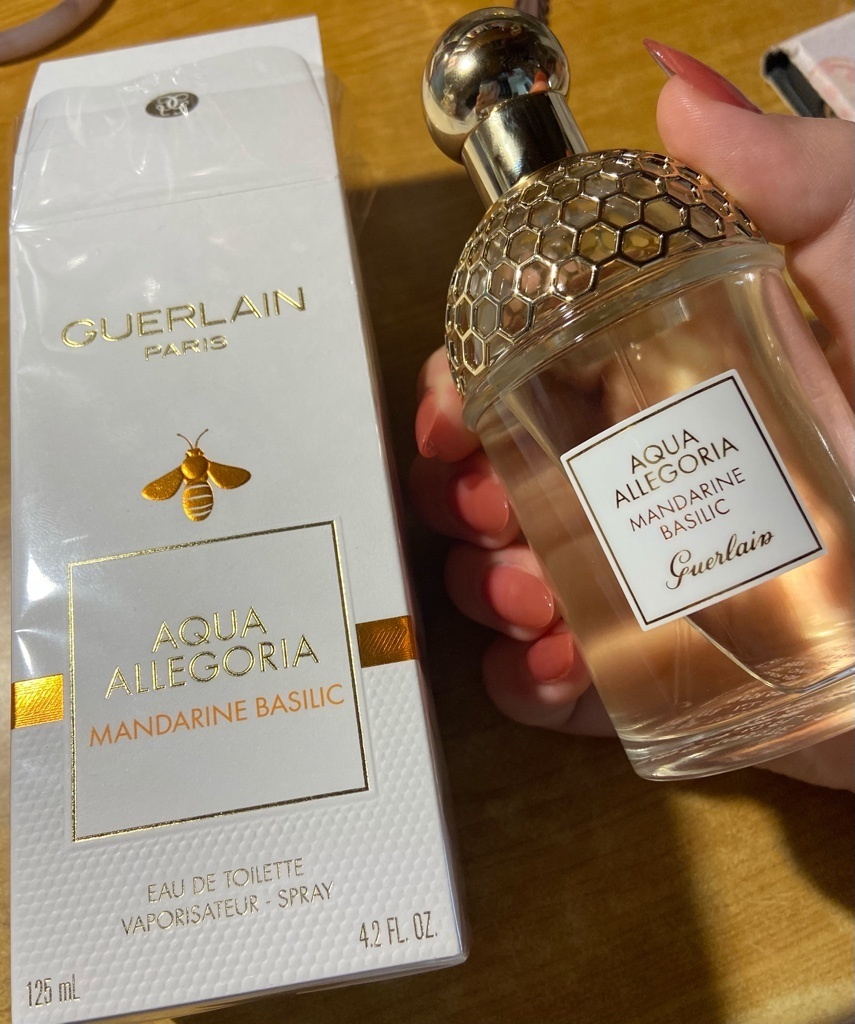 GUERLAIN
PARIS
AQUA
ALLEGORIA
MANDARINE BASILIC
EAU DE TOILETTE
VAPORISATEUR - SPRAY
4.2 FL. OZ.
125 mL
AQUA
ALLEGORIA
MANDARINE
BASILIC
Guerlain